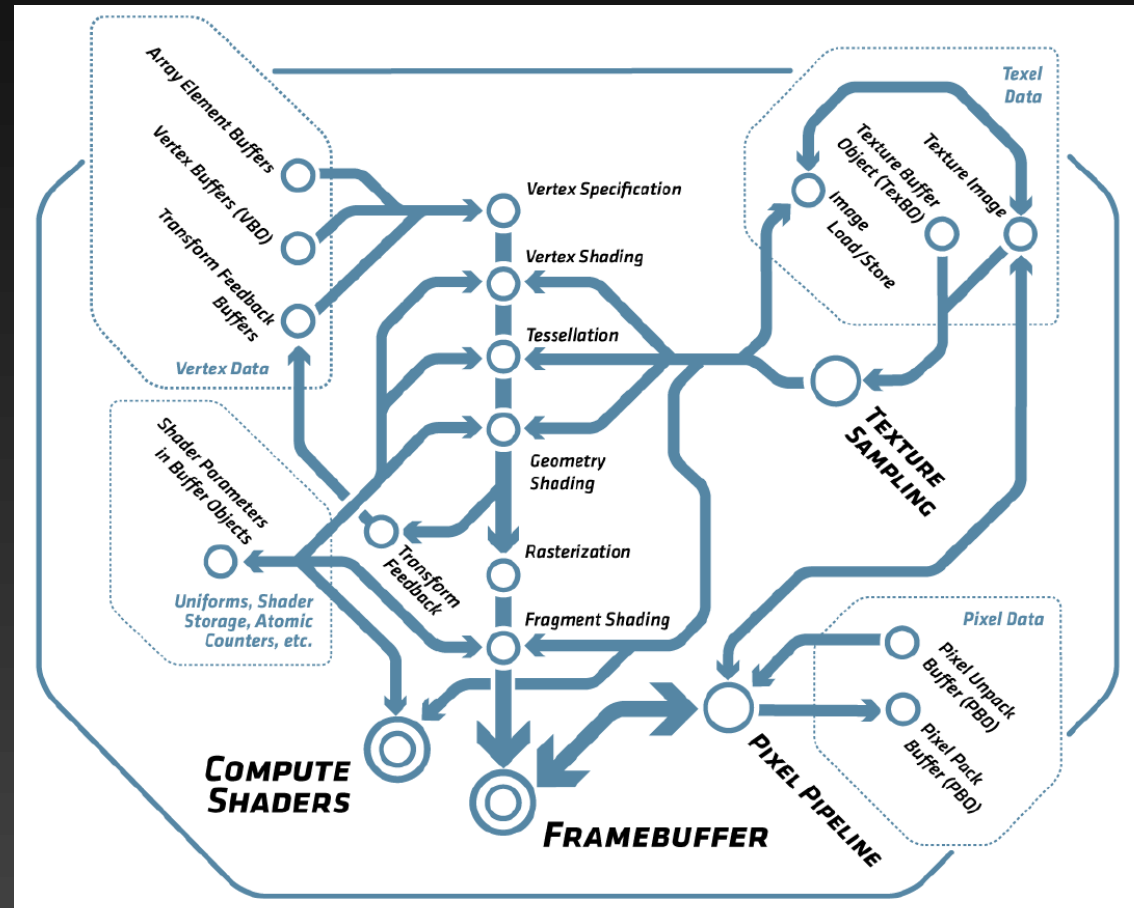 Array Element Buffers
Vertex Buffers (VBO)
Transform Feedback
Buffers
Vertex Data
Shader Parameters
in Buffer Objects
Uniforms, Shader
Storage, Atomic
Counters, etc.
Vertex Specification
Vertex Shading
Tessellation
Geometry
Shading
Transform
Feedback
Rasterization
Fragment Shading
Texel
Data
Texture Image
Texture Buffer
Object (TexBO)
Image
Load/Store
TEXTURE
SAMPLING
Pixel Data
Pixel Unpack
Buffer (PBO)
Pixel Pack
Buffer (PBO)
PIXEL PIPELINE
COMPUTE
SHADERS
FRAMEBUFFER